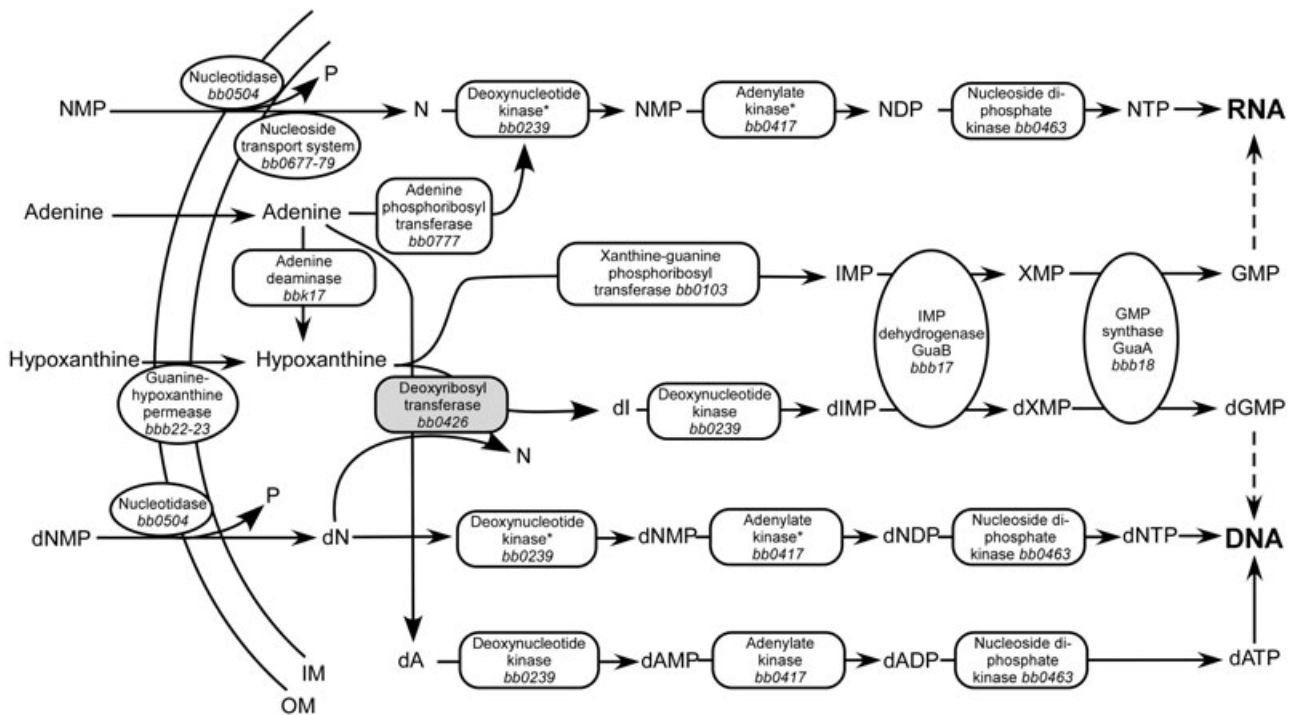 Nucleotidase
bb0504
P
NMP
N
Deoxynucleotide
kinase*
bb0239
NMP
Adenylate
kinase*
bb0417
NDP
Nucleoside di-
phosphate
kinase bb0463
NTP
RNA
Nucleoside
transport system
bb0677-79
Adenine
Adenine
Adenine
phosphoribosyl
transferase
bb0777
Adenine
deaminase
bbk17
Xanthine-guanine
phosphoribosyl
transferase bb0103
IMP
XMP
GMP
IMP
dehydrogenase
GuaB
bbb17
GMP
synthase
GuaA
bbb18
Hypoxanthine
Hypoxanthine
Guanine-
hypoxanthine
permease
bbb22-23
Deoxyribosyl
transferase
bb0426
dI
Deoxynucleotide
kinase
bb0239
dIMP
dXMP
dGMP
N
Nucleotidase
bb0504
P
dNMP
dN
Deoxynucleotide
kinase*
bb0239
dNMP
Adenylate
kinase*
bb0417
dNDP
Nucleoside di-
phosphate
kinase bb0463
dNTP
DNA
dA
Deoxynucleotide
kinase
bb0239
dAMP
Adenylate
kinase
bb0417
dADP
Nucleoside di-
phosphate
kinase bb0463
dATP
IM
OM